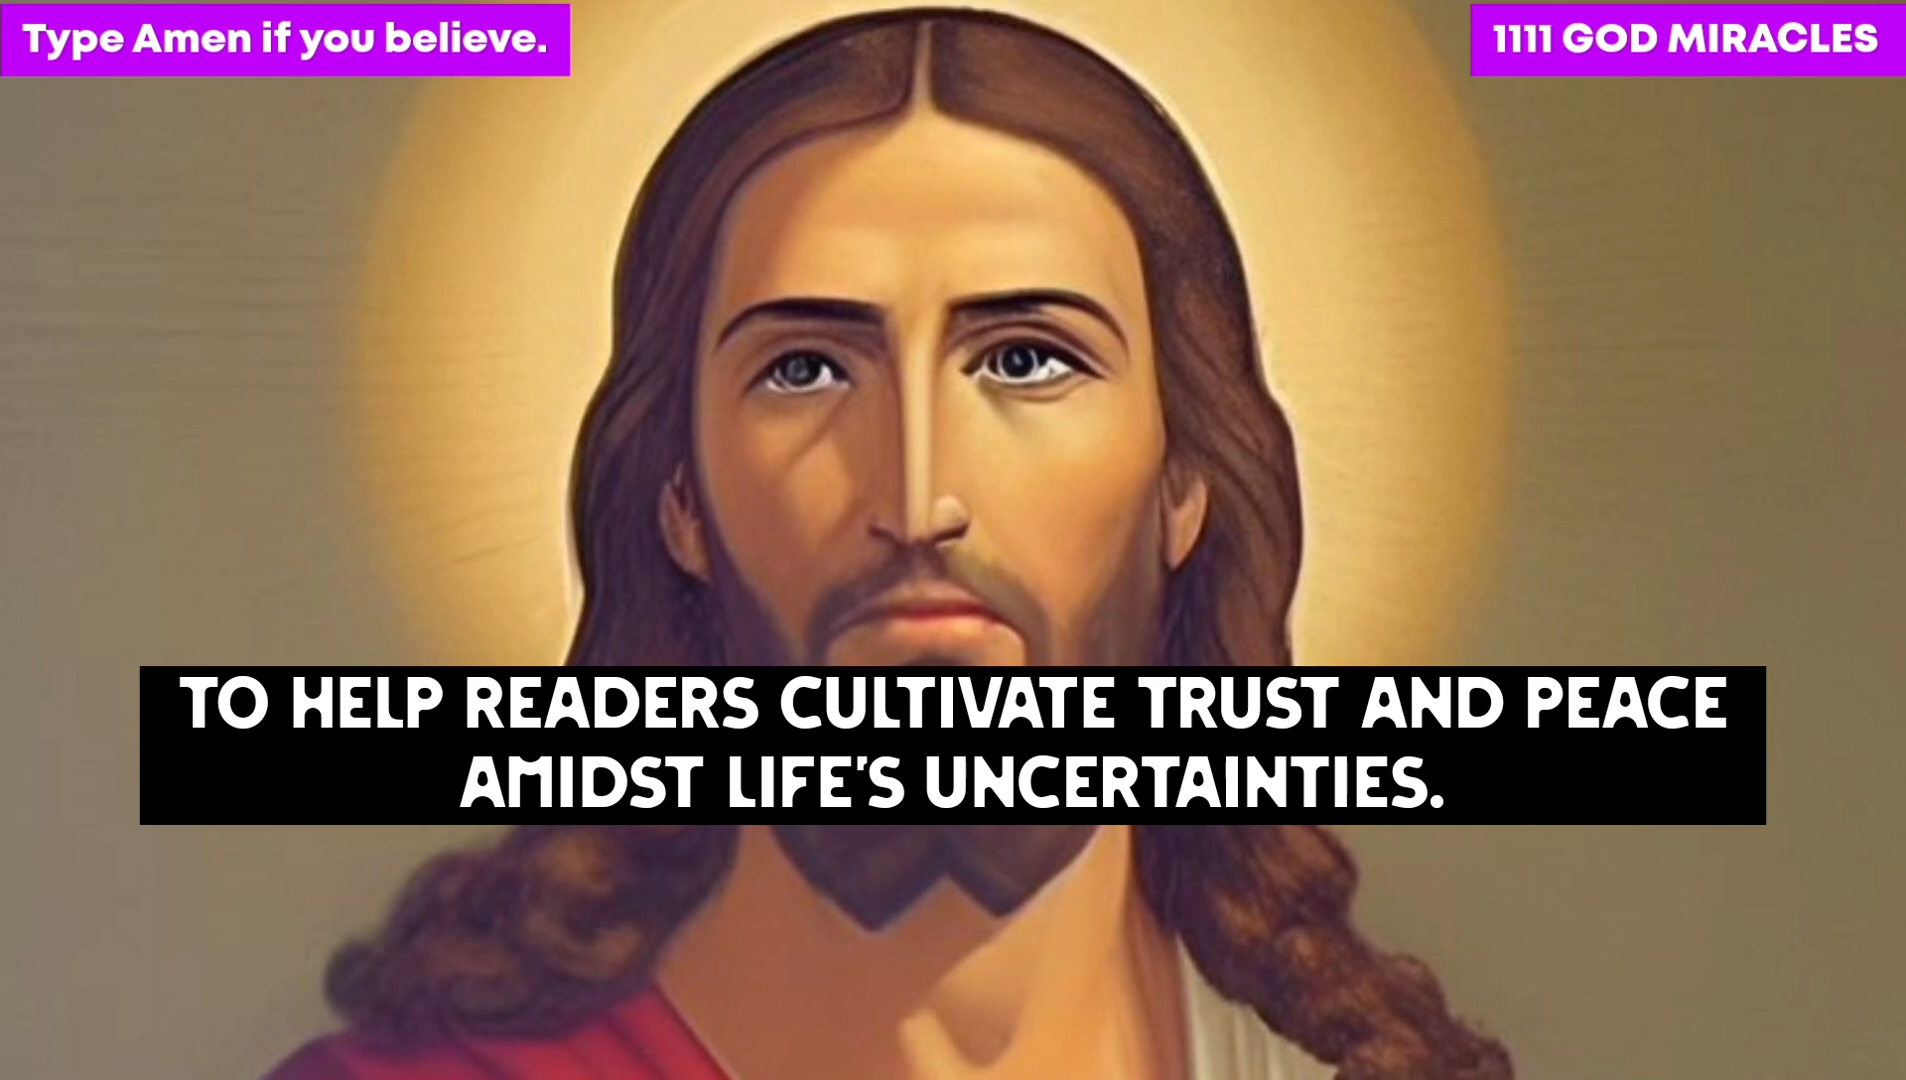 Type Amen if you believe.
1111 GOD MIRACLES
TO HELP READERS CULTIVATE TRUST AND PEACE
AMIDST LIFE'S UNCERTAINTIES.